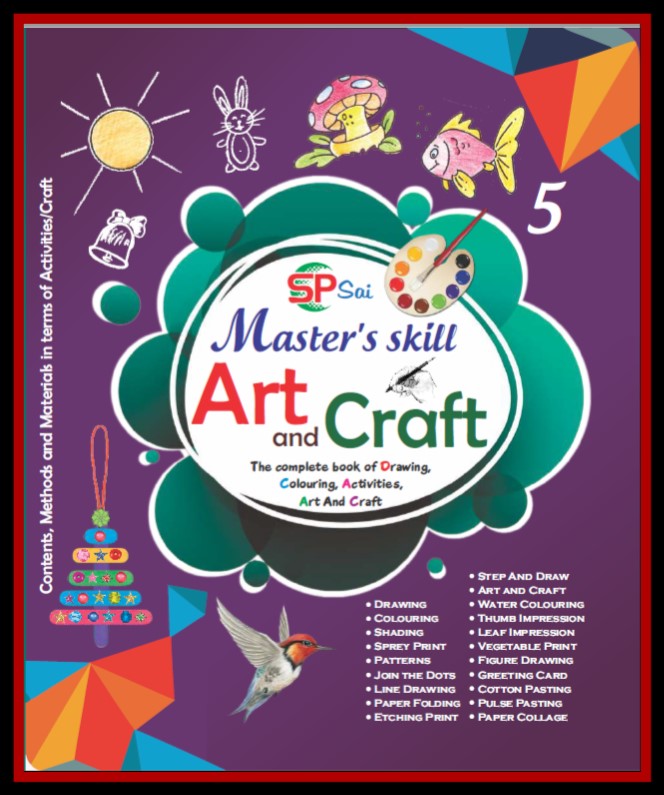 5
Contents, Methods and Materials in terms of Activities/Craft
SP Sai
Master's skill
Art
and Craft
The complete book of Drawing,
Colouring, Activities,
Art And Craft
• DRAWING
• COLOURING
• SHADING
• SPREY PRINT
• PATTERNS
• JOIN THE DOTS
• LINE DRAWING
• PAPER FOLDING
• ETCHING PRINT
• STEP AND DRAW
• ART AND CRAFT
• WATER COLOURING
• THUMB IMPRESSION
• LEAF IMPRESSION
• VEGETABLE PRINT
• FIGURE DRAWING
• GREETING CARD
• COTTON PASTING
• PULSE PASTING
• PAPER COLLAGE